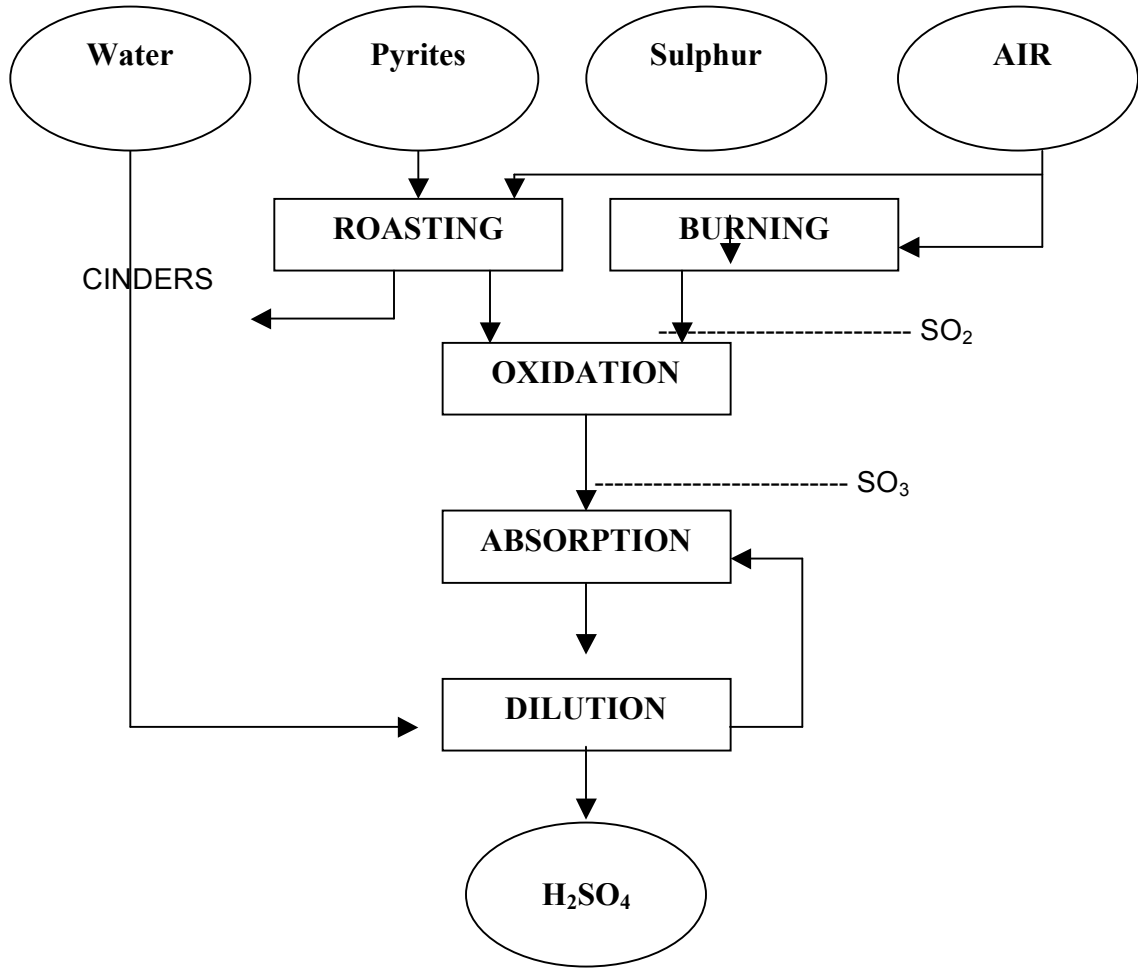 Water
Pyrites
Sulphur
AIR
ROASTING
BURNING
CINDERS
SO₂
OXIDATION
SO₃
ABSORPTION
DILUTION
H₂SO₄